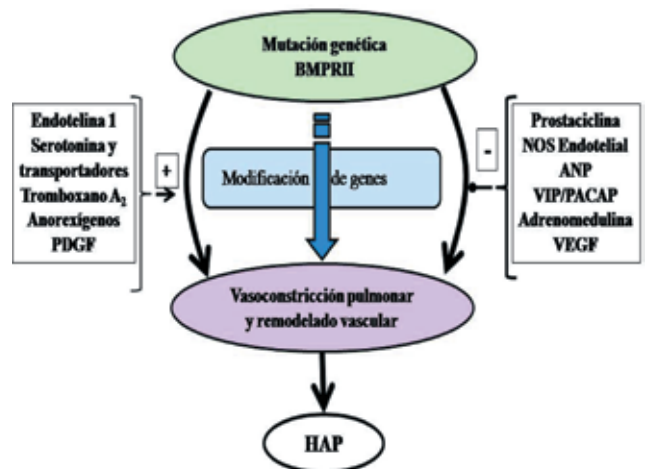 Mutación genética
BMPRII
Endotelina 1
Serotonina y
transportadores
Tromboxano A₂
Anorexígenos
PDGF
+
Modificación de genes
-
Prostaciclina
NOS Endotelial
ANP
VIP/PACAP
Adrenomedulina
VEGF
Vasoconstricción pulmonar
y remodelado vascular
HAP